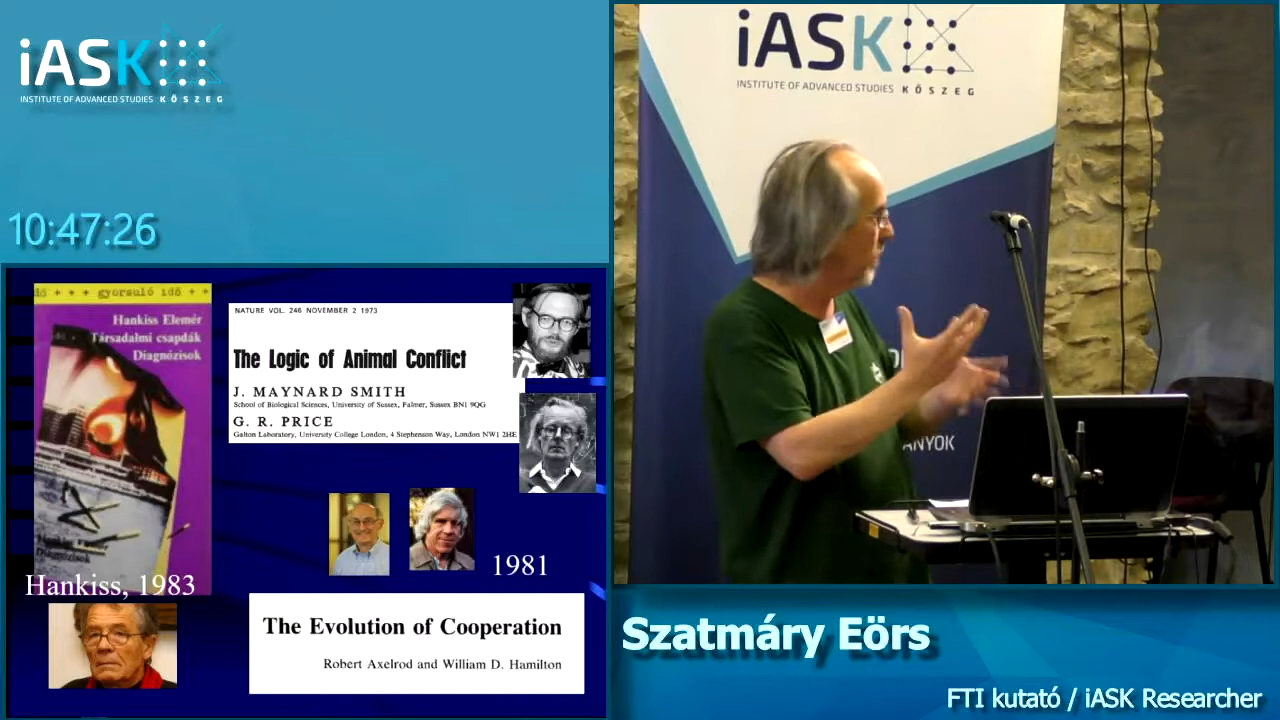 iASK
INSTITUTE OF ADVANCED STUDIES KŐSZEG
10:47:26
idő + + + gyorsuló idő + +
Hankiss Elemér
Társadalmi csapdák
Diagnózisok
Diagnózisok
Hankiss, 1983
NATURE VOL. 246 NOVEMBER 2 1973
The Logic of Animal Conflict
J. MAYNARD SMITH
School of Biological Sciences, University of Sussex, Falmer, Sussex BN1 9QG
G. R. PRICE
Galton Laboratory, University College London, 4 Stephenson Way, London NW1 2HE
1981
The Evolution of Cooperation
Robert Axelrod and William D. Hamilton
iASK
INSTITUTE OF ADVANCED STUDIES KŐSZEG
ANYOK
Szatmáry Eörs
FTI kutató / iASK Researcher